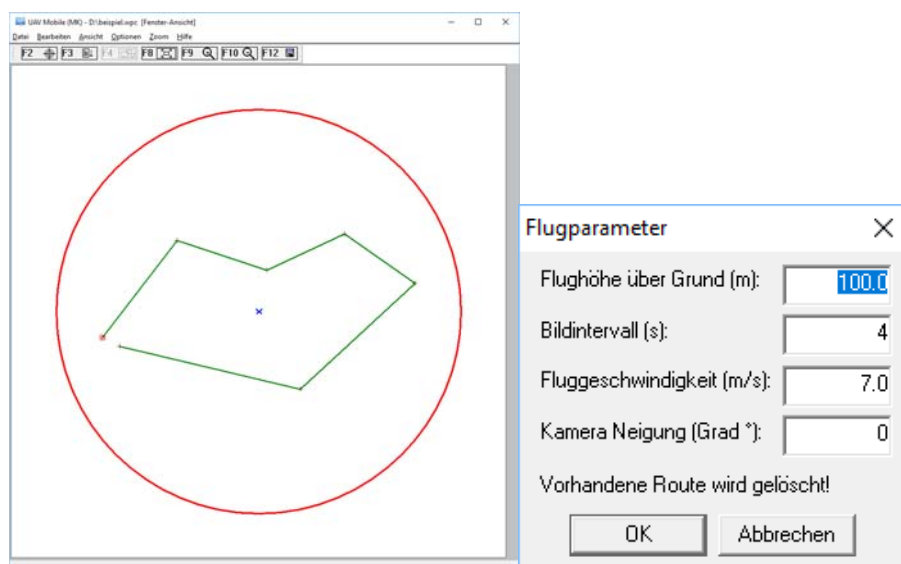 UAV Mobile (MK) - D:\beispiel.wpc [Fenster-Ansicht]
Datei Bearbeiten Ansicht Optionen Zoom Hilfe
F2 F3 F4 F8 F9 F10 F12
Flugparameter
Flughöhe über Grund (m): 100.0
Bildintervall (s): 4
Fluggeschwindigkeit (m/s): 7.0
Kamera Neigung (Grad °): 0
Vorhandene Route wird gelöscht!
OK Abbrechen